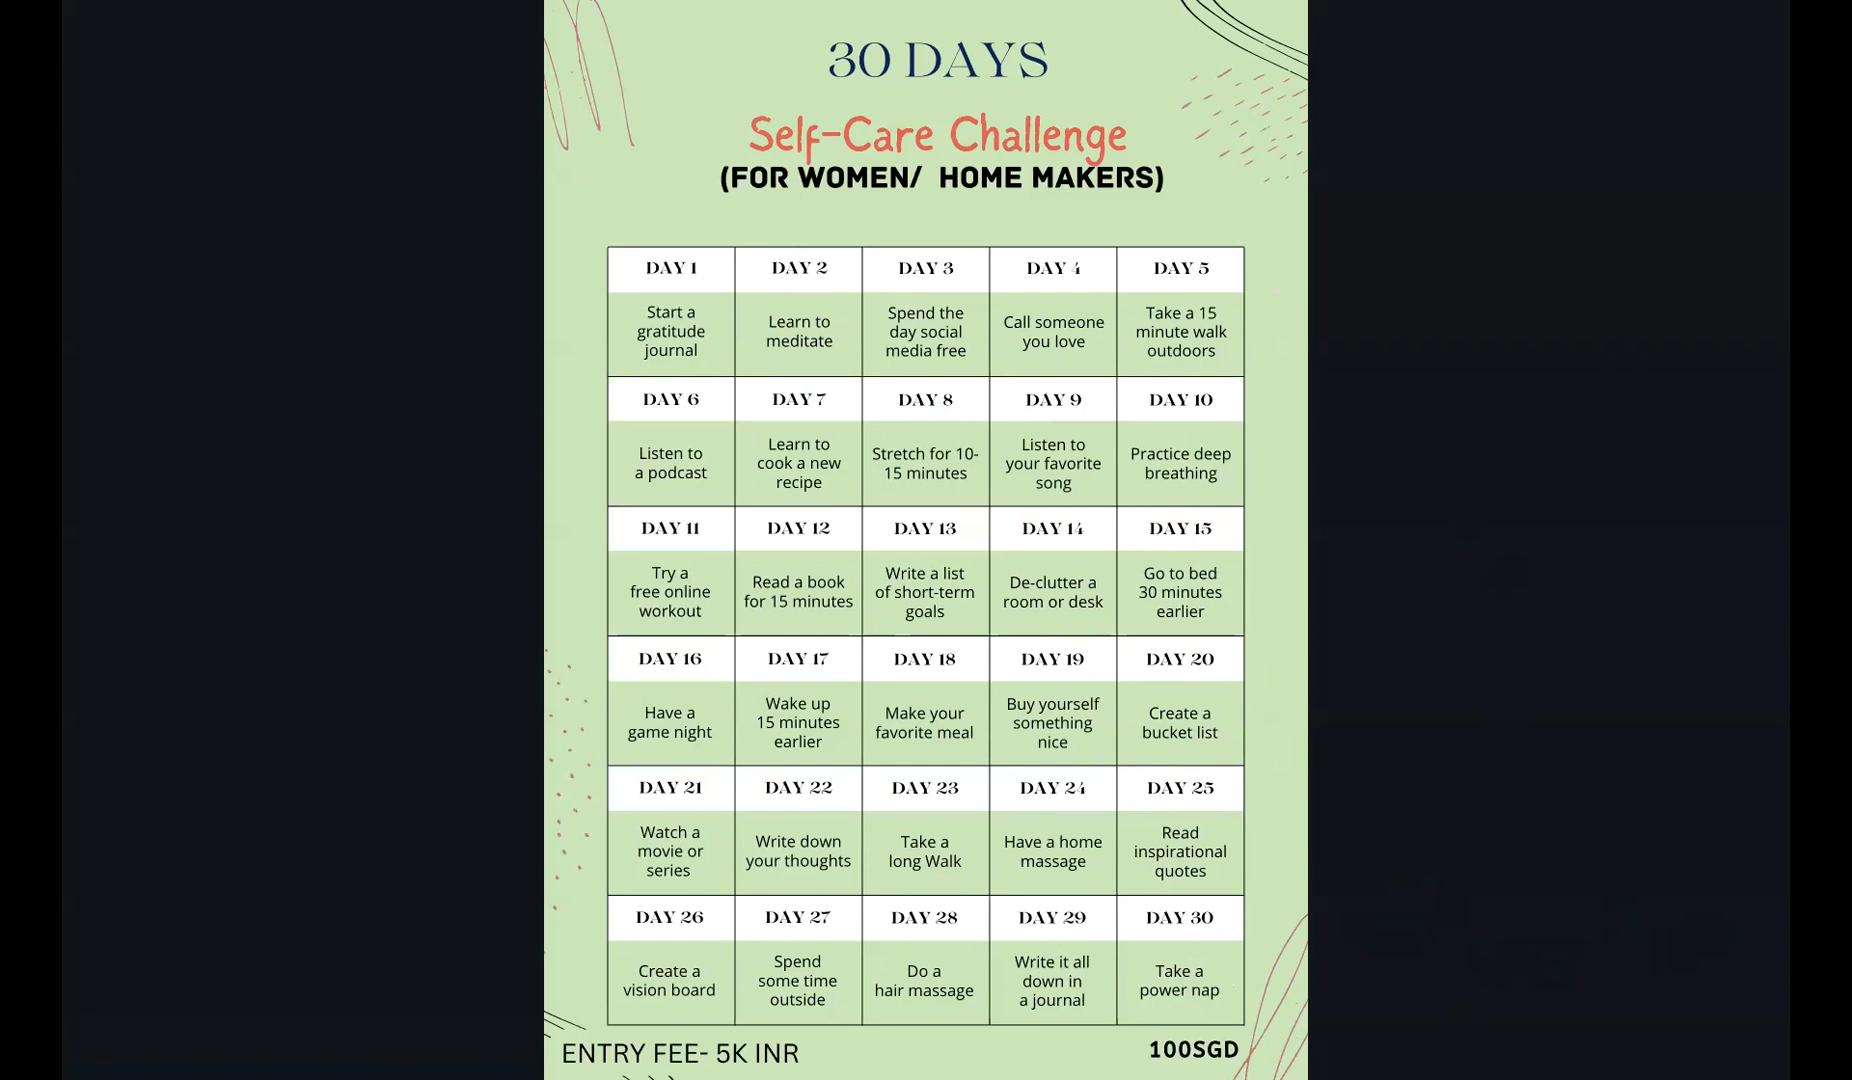 30 DAYS
Self-Care Challenge
(FOR WOMEN/ HOME MAKERS)
DAY 1
DAY 2
DAY 3
DAY 4
DAY 5
Start a
gratitude
journal
Learn to
meditate
Spend the
day social
media free
Call someone
you love
Take a 15
minute walk
outdoors
DAY 6
DAY 7
DAY 8
DAY 9
DAY 10
Listen to
a podcast
Learn to
cook a new
recipe
Stretch for 10-
15 minutes
Listen to
your favorite
song
Practice deep
breathing
DAY 11
DAY 12
DAY 13
DAY 14
DAY 15
Try a
free online
workout
Read a book
for 15 minutes
Write a list
of short-term
goals
De-clutter a
room or desk
Go to bed
30 minutes
earlier
DAY 16
DAY 17
DAY 18
DAY 19
DAY 20
Have a
game night
Wake up
15 minutes
earlier
Make your
favorite meal
Buy yourself
something
nice
Create a
bucket list
DAY 21
DAY 22
DAY 23
DAY 24
DAY 25
Watch a
movie or
series
Write down
your thoughts
Take a
long Walk
Have a home
massage
Read
inspirational
quotes
DAY 26
DAY 27
DAY 28
DAY 29
DAY 30
Create a
vision board
Spend
some time
outside
Do a
hair massage
Write it all
down in
a journal
Take a
power nap
ENTRY FEE- 5K INR
100SGD